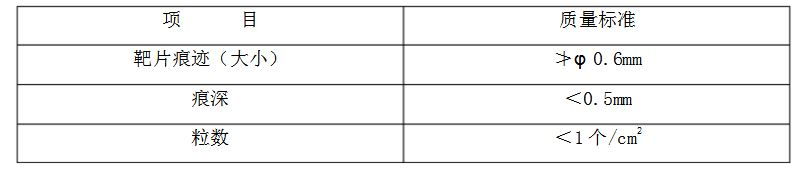 项 目 质量标准
靶片痕迹（大小） ≯φ 0.6mm
痕深 ＜0.5mm
粒数 ＜1个/cm²